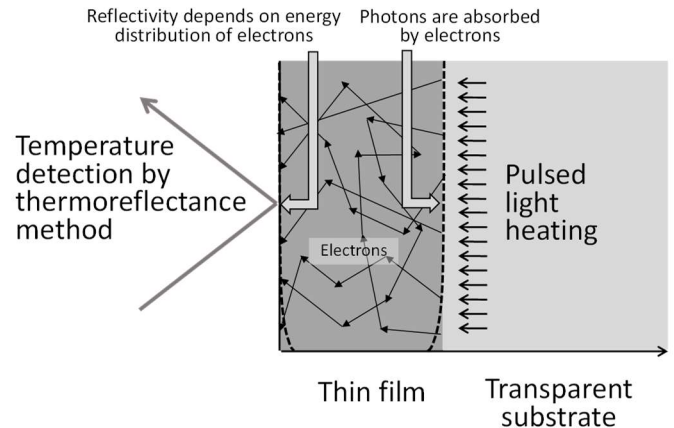 Reflectivity depends on energy
distribution of electrons
Photons are absorbed
by electrons
Temperature
detection by
thermoreflectance
method
Pulsed
light
heating
Electrons
Thin film
Transparent
substrate